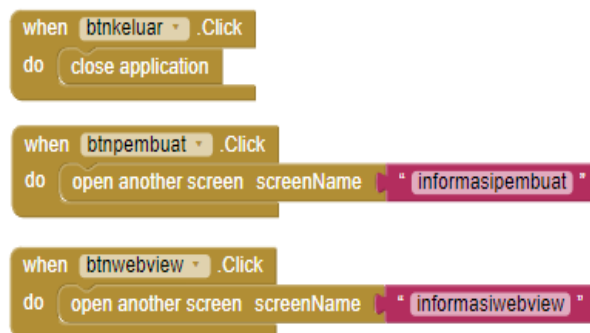 when btnkeluar .Click
do close application
when btnpembuat .Click
do open another screen screenName " informasipembuat "
when btnwebview .Click
do open another screen screenName " informasiwebview "